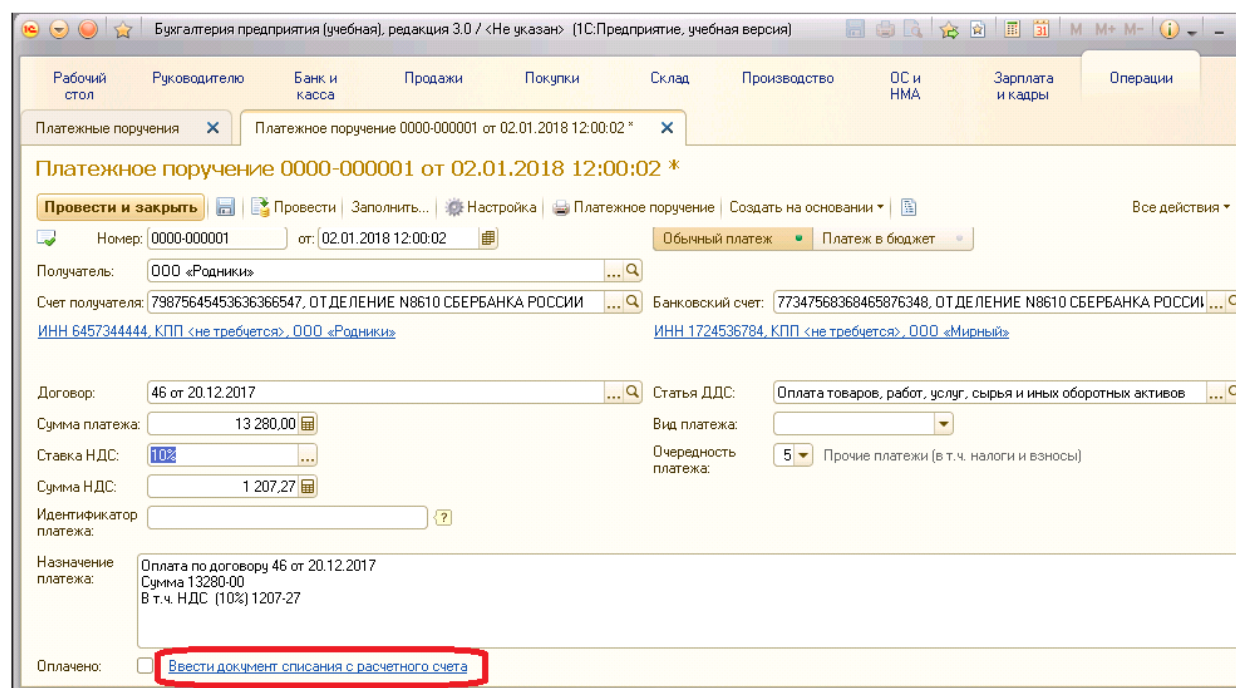 Бухгалтерия предприятия (учебная), редакция 3.0 / <Не указан> (1С:Предприятие, учебная версия)
M M+ M-
Рабочий стол
Руководителю
Банк и касса
Продажи
Покупки
Склад
Производство
ОС и НМА
Зарплата и кадры
Операции
Платежные поручения
Платежное поручение 0000-000001 от 02.01.2018 12:00:02 *
Платежное поручение 0000-000001 от 02.01.2018 12:00:02 *
Провести и закрыть Провести Заполнить... Настройка Платежное поручение Создать на основании Все действия
Номер: 0000-000001 от: 02.01.2018 12:00:02 Обычный платеж Платеж в бюджет
Получатель: ООО «Родники»
Счет получателя: 79875645453636366547, ОТДЕЛЕНИЕ N8610 СБЕРБАНКА РОССИИ ... Банковский счет: 77347568368465876348, ОТДЕЛЕНИЕ N8610 СБЕРБАНКА РОССИИ ...
ИНН 6457344444, КПП <не требуется>, ООО «Родники» ИНН 1724536784, КПП <не требуется>, ООО «Мирный»
Договор: 46 от 20.12.2017 ... Статья ДДС: Оплата товаров, работ, услуг, сырья и иных оборотных активов ...
Сумма платежа: 13 280,00 Вид платежа:
Ставка НДС: 10% ... Очередность платежа: 5 Прочие платежи (в т.ч. налоги и взносы)
Сумма НДС: 1 207,27
Идентификатор платежа: ?
Назначение платежа: Оплата по договору 46 от 20.12.2017
Сумма 13280-00
В т.ч. НДС (10%) 1207-27
Оплачено: Ввести документ списания с расчетного счета